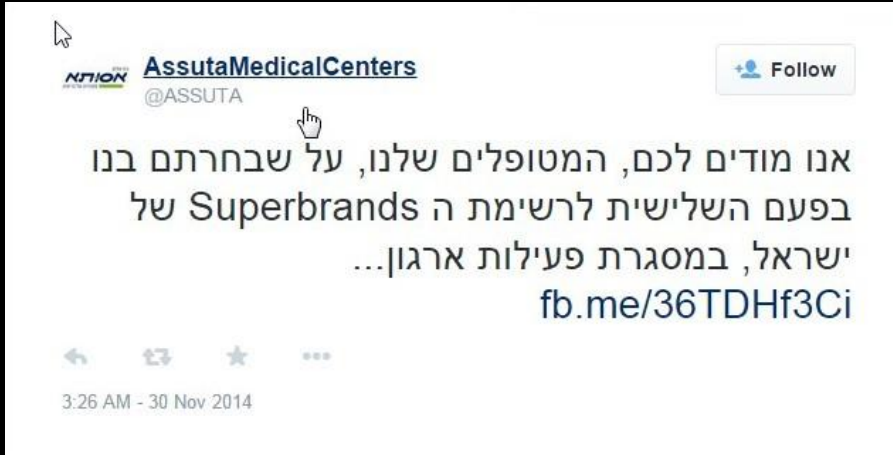 אסותא
AssutaMedicalCenters
@ASSUTA
Follow
אנו מודים לכם, המטופלים שלנו, על שבחרתם בנו
בפעם השלישית לרשימת ה Superbrands של
ישראל, במסגרת פעילות ארגון...
fb.me/36TDHf3Ci
3:26 AM - 30 Nov 2014